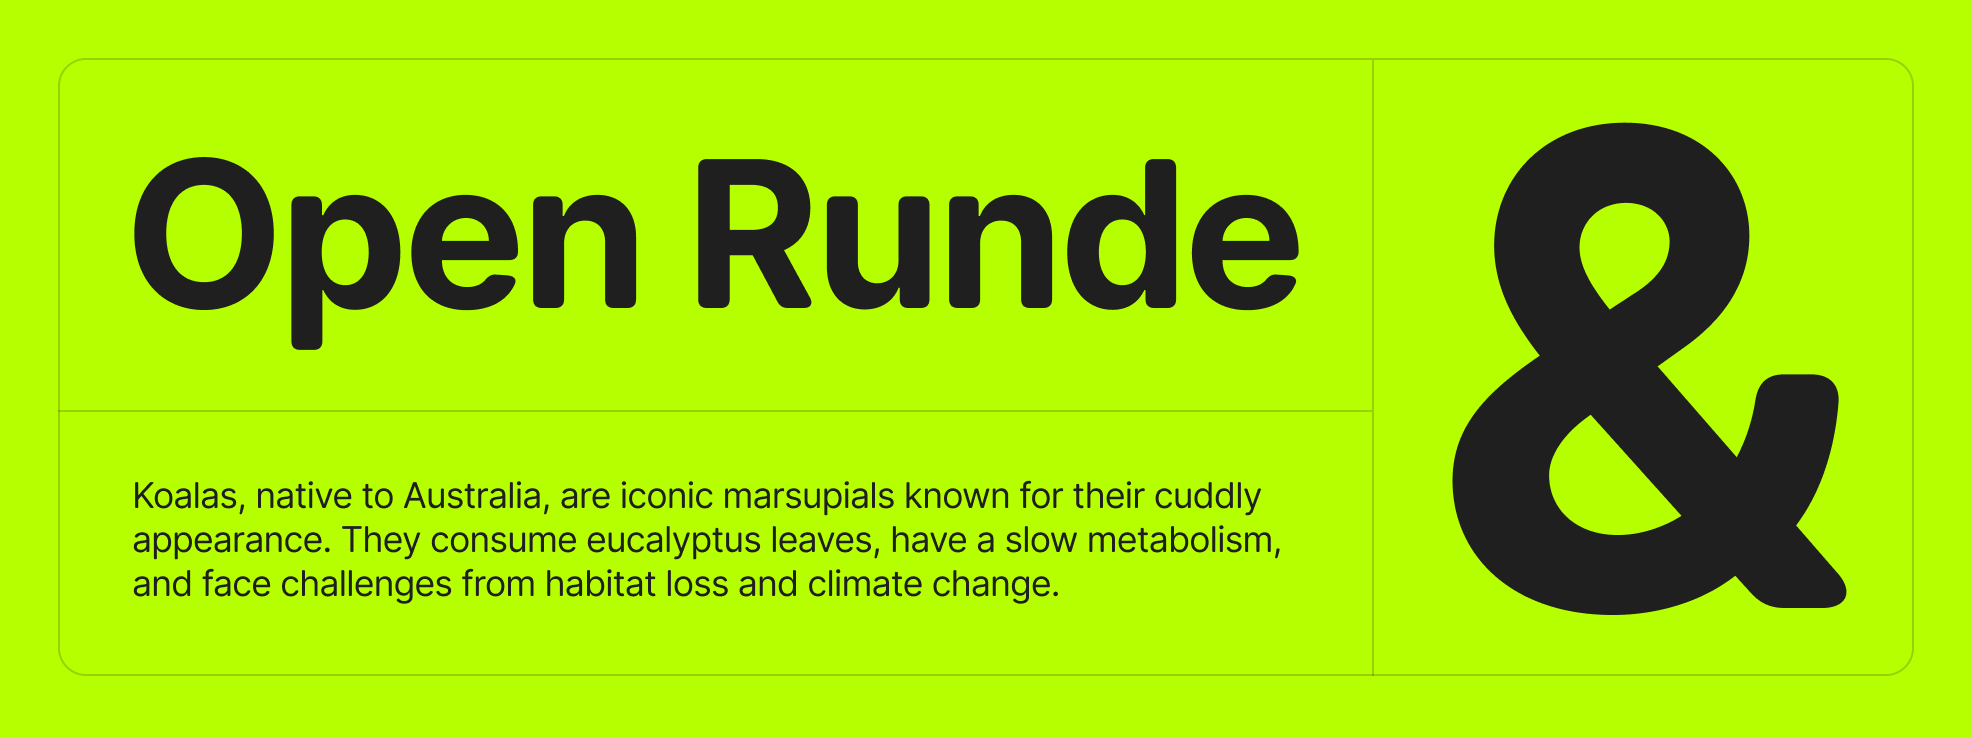 Open Runde
&
Koalas, native to Australia, are iconic marsupials known for their cuddly
appearance. They consume eucalyptus leaves, have a slow metabolism,
and face challenges from habitat loss and climate change.